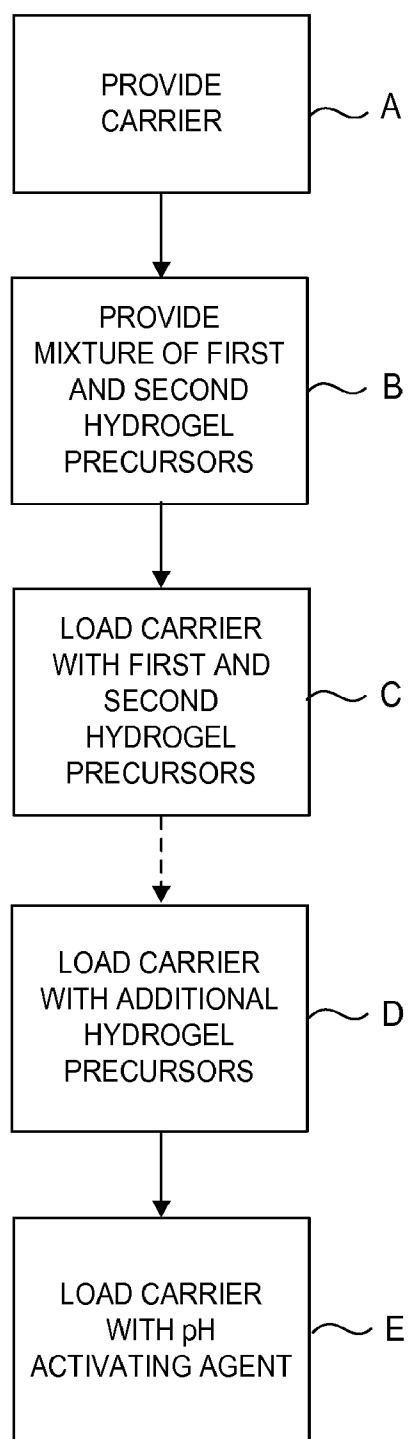 PROVIDE
CARRIER
A
PROVIDE
MIXTURE OF FIRST
AND SECOND
HYDROGEL
PRECURSORS
B
LOAD CARRIER
WITH FIRST AND
SECOND
HYDROGEL
PRECURSORS
C
LOAD CARRIER
WITH ADDITIONAL
HYDROGEL
PRECURSORS
D
LOAD CARRIER
WITH pH
ACTIVATING AGENT
E